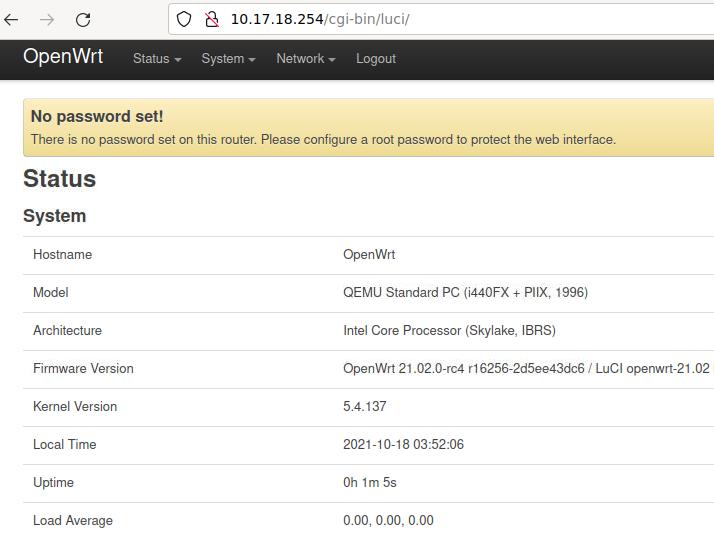 10.17.18.254/cgi-bin/luci/
OpenWrt Status System Network Logout
No password set!
There is no password set on this router. Please configure a root password to protect the web interface.
Status
System
Hostname OpenWrt
Model QEMU Standard PC (i440FX + PIIX, 1996)
Architecture Intel Core Processor (Skylake, IBRS)
Firmware Version OpenWrt 21.02.0-rc4 r16256-2d5ee43dc6 / LuCI openwrt-21.02
Kernel Version 5.4.137
Local Time 2021-10-18 03:52:06
Uptime 0h 1m 5s
Load Average 0.00, 0.00, 0.00